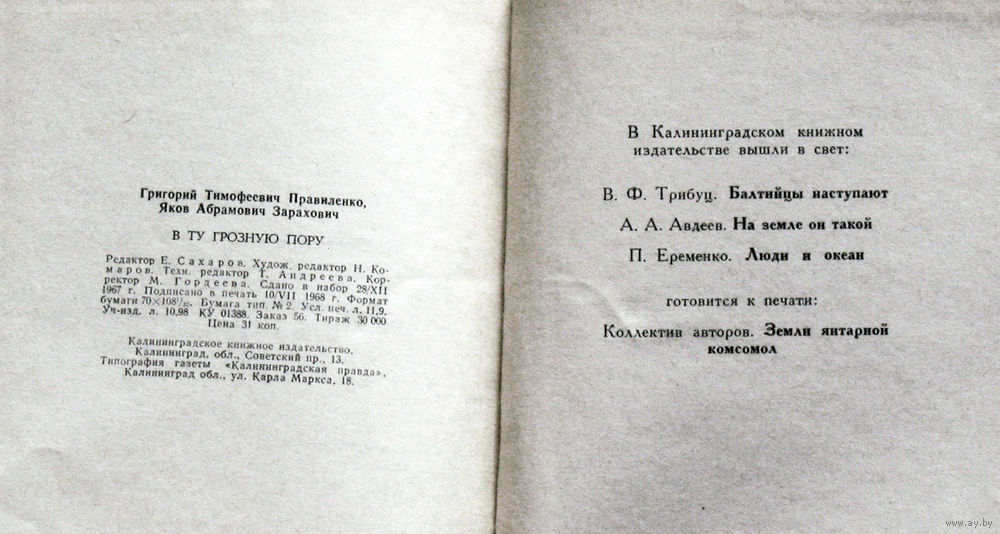 Григорий Тимофеевич Правиленко,
Яков Абрамович Зарахович
В ТУ ГРОЗНУЮ ПОРУ
Редактор Е. Сахаров. Худож. редактор Н. Ко-
маров. Техн. редактор Т. Андреева. Кор-
ректор М. Гордеева. Сдано в набор 28/XII
1967 г. Подписано в печать 10/VII 1968 г. Формат
бумаги 70×108¹/₃₂. Бумага тип. № 2. Усл. печ. л. 11,9.
Уч-изд. л. 10,98 КУ 01388. Заказ 56. Тираж 30 000
Цена 31 коп.
Калининградское книжное издательство.
Калининград, обл., Советский пр., 13.
Типография газеты «Калининградская правда»,
Калининград обл., ул. Карла Маркса, 18.
В Калининградском книжном
издательстве вышли в свет:
В. Ф. Трибуц. Балтийцы наступают
А. А. Авдеев. На земле он такой
П. Еременко. Люди и океан
готовится к печати:
Коллектив авторов. Земли янтарной
комсомол
www.ay.by